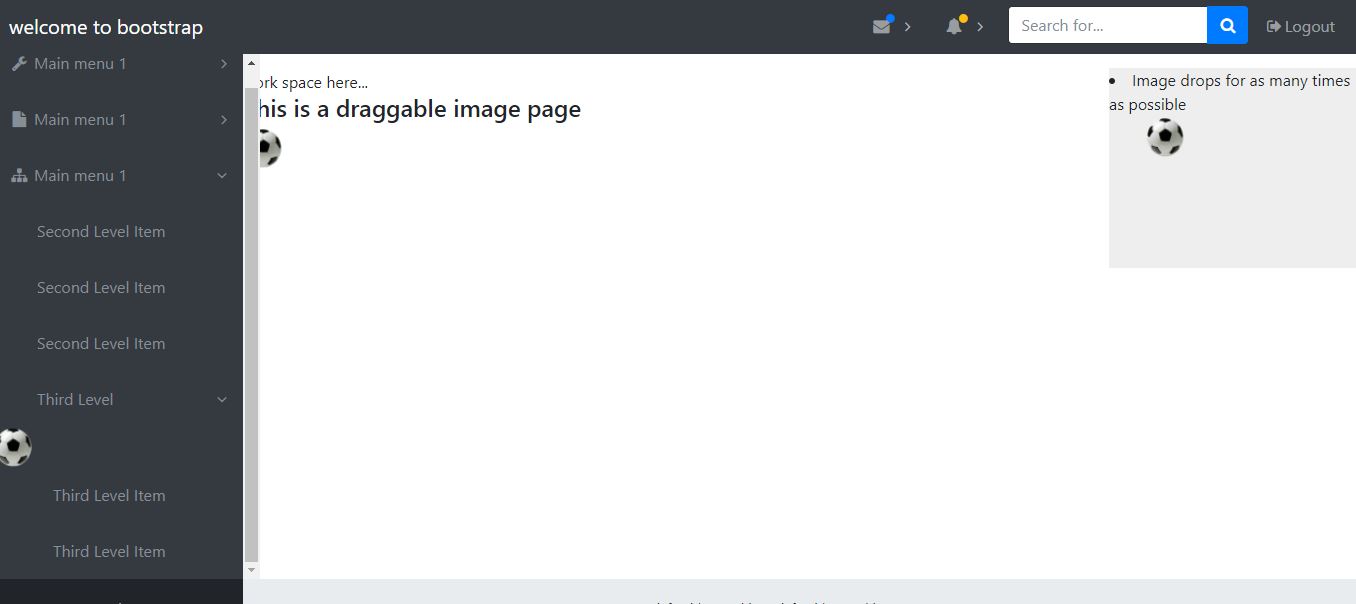 welcome to bootstrap
Search for...
Logout
Main menu 1
Main menu 1
Main menu 1
Second Level Item
Second Level Item
Second Level Item
Third Level
Third Level Item
Third Level Item
ork space here...
his is a draggable image page
Image drops for as many times
as possible